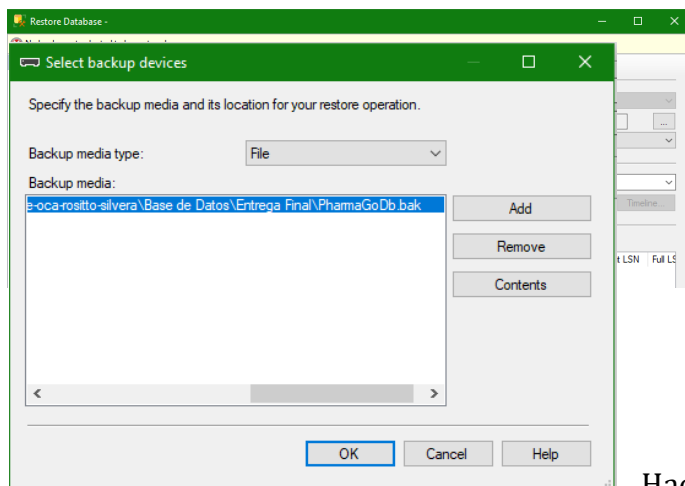 Restore Database -
Select backup devices
Specify the backup media and its location for your restore operation.
Backup media type:
File
Backup media:
e-oca-rositto-silvera\Base de Datos\Entrega Final\PharmaGoDb.bak
Add
Remove
Contents
...
Timeline...
LSN Full LS
OK
Cancel
Help